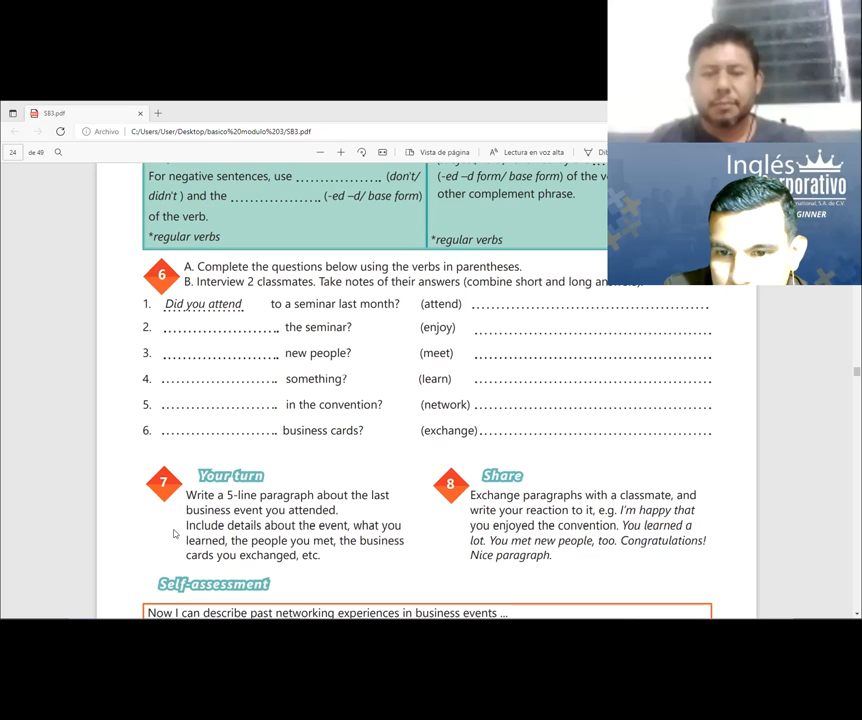 SB3.pdf
Archivo C:/Users/User/Desktop/basico%20modulo%203/SB3.pdf
24 de 49 Vista de página Lectura en voz alta
For negative sentences, use .................... (don't/
didn't ) and the ..................... (-ed –d/ base form)
of the verb.
*regular verbs
(-ed –d form/ base form) of the
other complement phrase.
*regular verbs
Inglés
BEGINNER
6 A. Complete the questions below using the verbs in parentheses.
B. Interview 2 classmates. Take notes of their answers (combine short and long answers).
1. Did you attend to a seminar last month? (attend) ........................................
2. ............................ the seminar? (enjoy) ........................................
3. ............................ new people? (meet) ........................................
4. ............................ something? (learn) ........................................
5. ............................ in the convention? (network) ........................................
6. ............................ business cards? (exchange) ........................................
7 Your turn
Write a 5-line paragraph about the last
business event you attended.
Include details about the event, what you
learned, the people you met, the business
cards you exchanged, etc.
8 Share
Exchange paragraphs with a classmate, and
write your reaction to it, e.g. I'm happy that
you enjoyed the convention. You learned a
lot. You met new people, too. Congratulations!
Nice paragraph.
Self-assessment
Now I can describe past networking experiences in business events ...